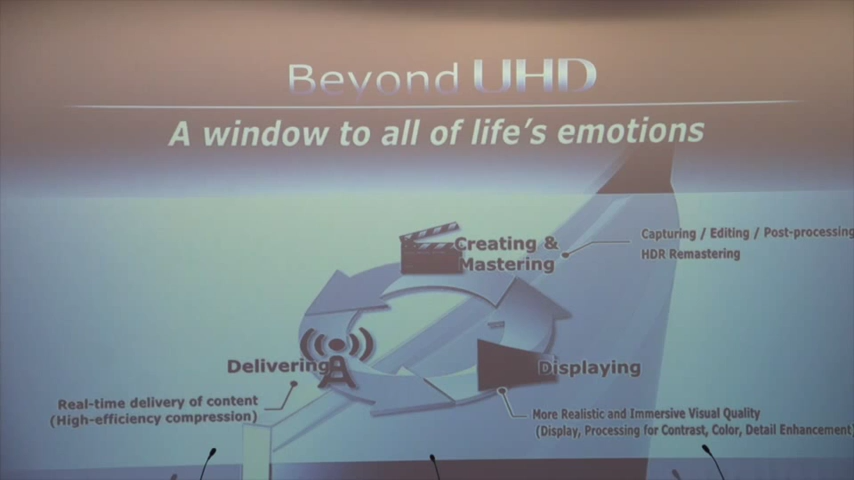 Beyond UHD
A window to all of life's emotions
Creating &
Mastering
Capturing / Editing / Post-processing
HDR Remastering
Delivering
Real-time delivery of content
(High-efficiency compression)
Displaying
More Realistic and Immersive Visual Quality
(Display, Processing for Contrast, Color, Detail Enhancement)